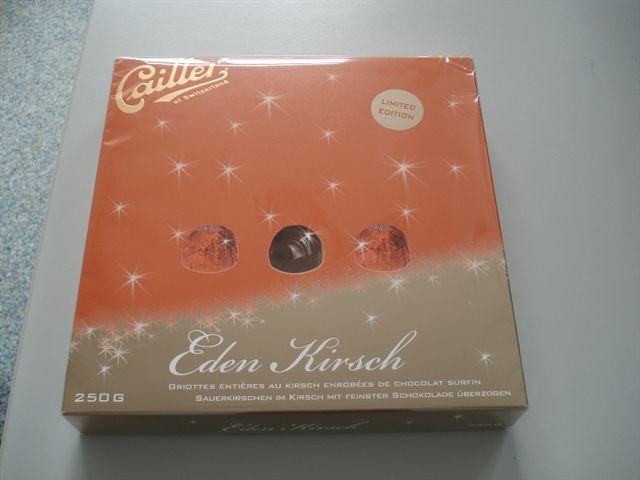 Cailler
of Switzerland
LIMITED
EDITION
Eden Kirsch
GRIOTTES ENTIÈRES AU KIRSCH ENROBÉES DE CHOCOLAT SURFIN
SAUERKIRSCHEN IM KIRSCH MIT FEINSTER SCHOKOLADE ÜBERZOGEN
250G
Eden Kirsch
250G